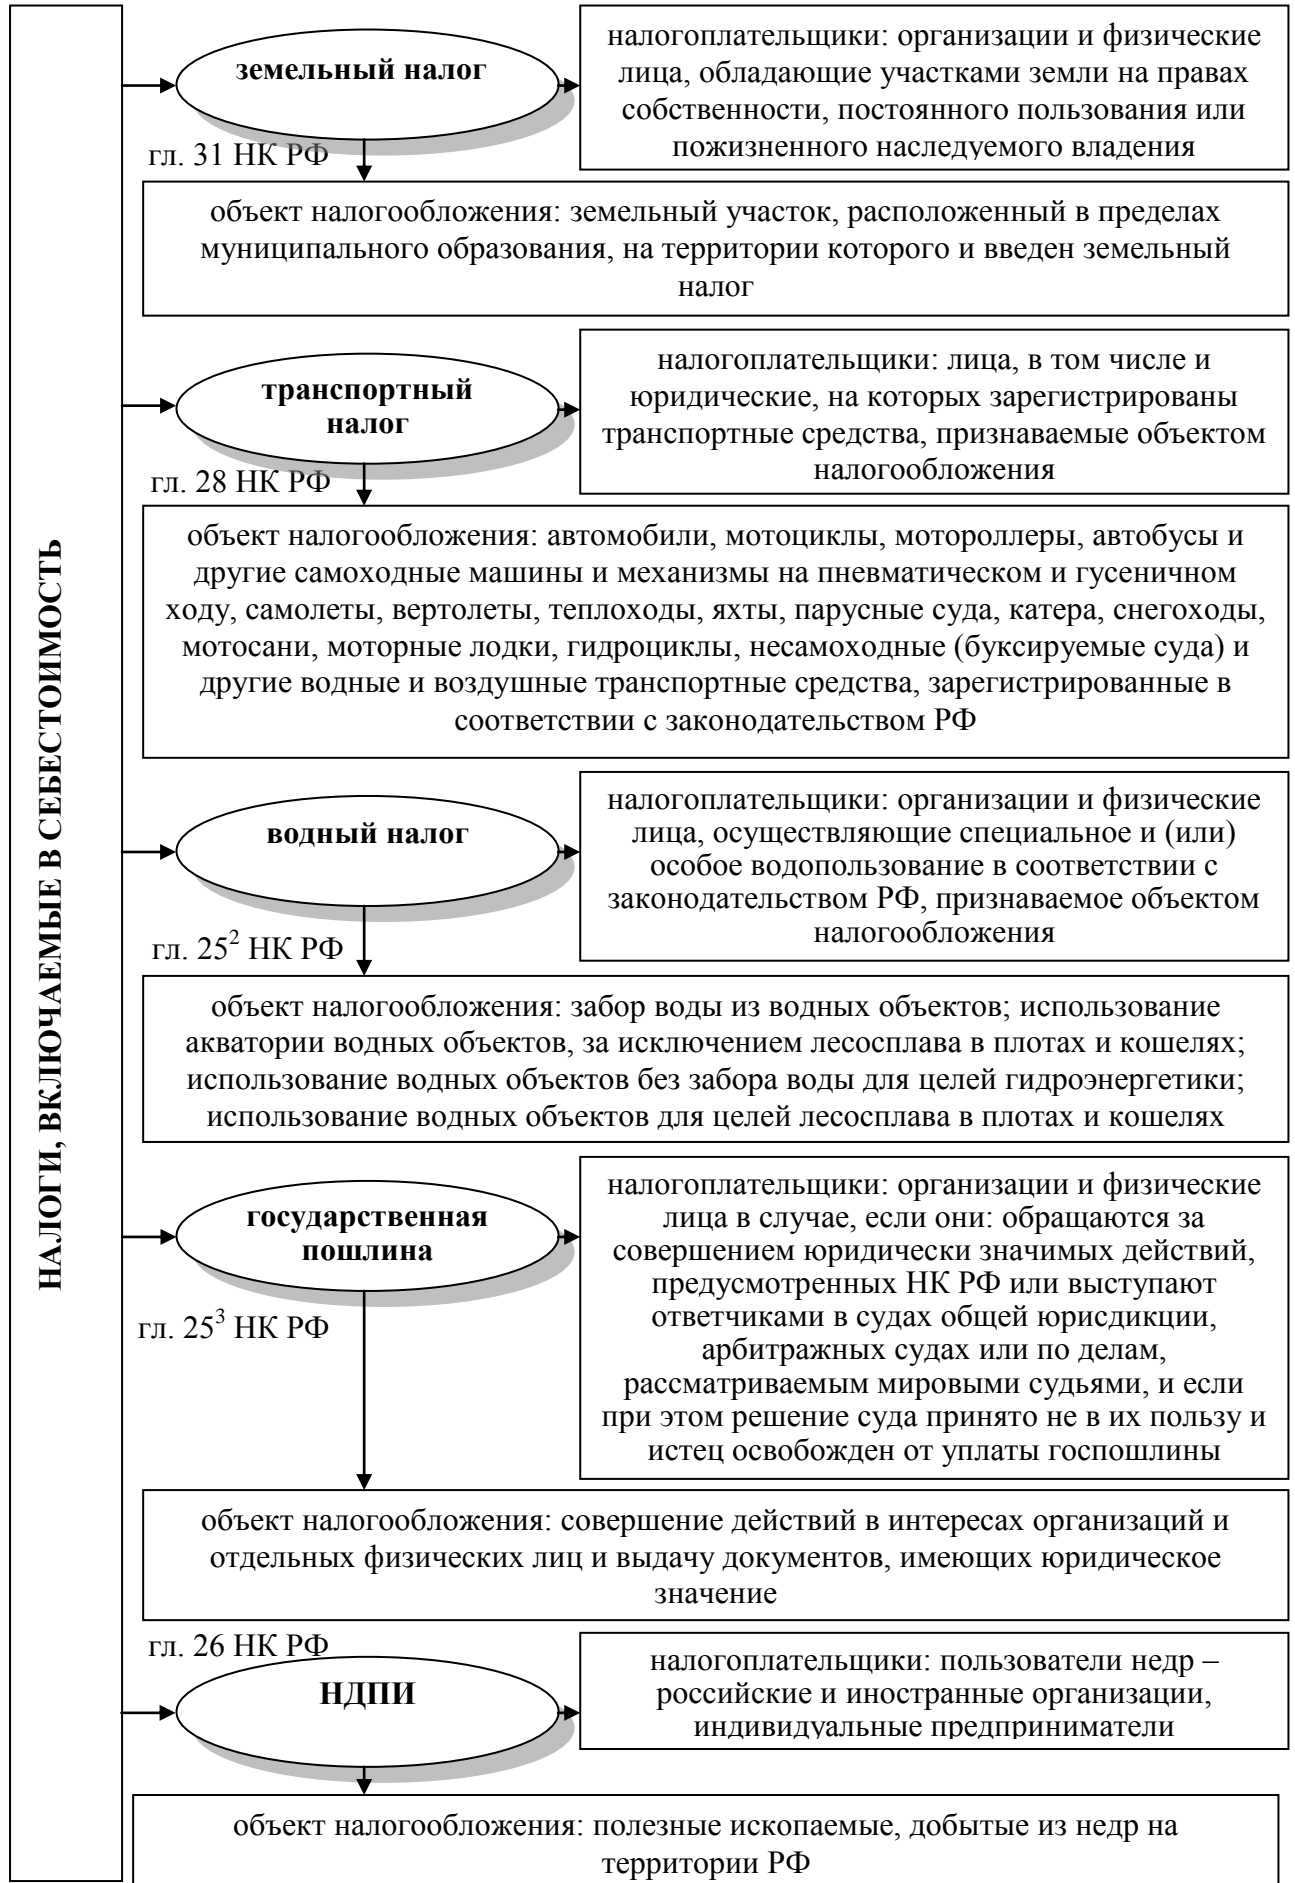 НАЛОГИ, ВКЛЮЧАЕМЫЕ В СЕБЕСТОИМОСТЬ
земельный налог
гл. 31 НК РФ
налогоплательщики: организации и физические
лица, обладающие участками земли на правах
собственности, постоянного пользования или
пожизненного наследуемого владения
объект налогообложения: земельный участок, расположенный в пределах
муниципального образования, на территории которого и введен земельный
налог
транспортный
налог
гл. 28 НК РФ
налогоплательщики: лица, в том числе и
юридические, на которых зарегистрированы
транспортные средства, признаваемые объектом
налогообложения
объект налогообложения: автомобили, мотоциклы, мотороллеры, автобусы и
другие самоходные машины и механизмы на пневматическом и гусеничном
ходу, самолеты, вертолеты, теплоходы, яхты, парусные суда, катера, снегоходы,
мотосани, моторные лодки, гидроциклы, несамоходные (буксируемые суда) и
другие водные и воздушные транспортные средства, зарегистрированные в
соответствии с законодательством РФ
водный налог
гл. 25² НК РФ
налогоплательщики: организации и физические
лица, осуществляющие специальное и (или)
особое водопользование в соответствии с
законодательством РФ, признаваемое объектом
налогообложения
объект налогообложения: забор воды из водных объектов; использование
акватории водных объектов, за исключением лесосплава в плотах и кошелях;
использование водных объектов без забора воды для целей гидроэнергетики;
использование водных объектов для целей лесосплава в плотах и кошелях
государственная
пошлина
гл. 25³ НК РФ
налогоплательщики: организации и физические
лица в случае, если они: обращаются за
совершением юридически значимых действий,
предусмотренных НК РФ или выступают
ответчиками в судах общей юрисдикции,
арбитражных судах или по делам,
рассматриваемым мировыми судьями, и если
при этом решение суда принято не в их пользу и
истец освобожден от уплаты госпошлины
объект налогообложения: совершение действий в интересах организаций и
отдельных физических лиц и выдачу документов, имеющих юридическое
значение
гл. 26 НК РФ
НДПИ
налогоплательщики: пользователи недр –
российские и иностранные организации,
индивидуальные предприниматели
объект налогообложения: полезные ископаемые, добытые из недр на
территории РФ